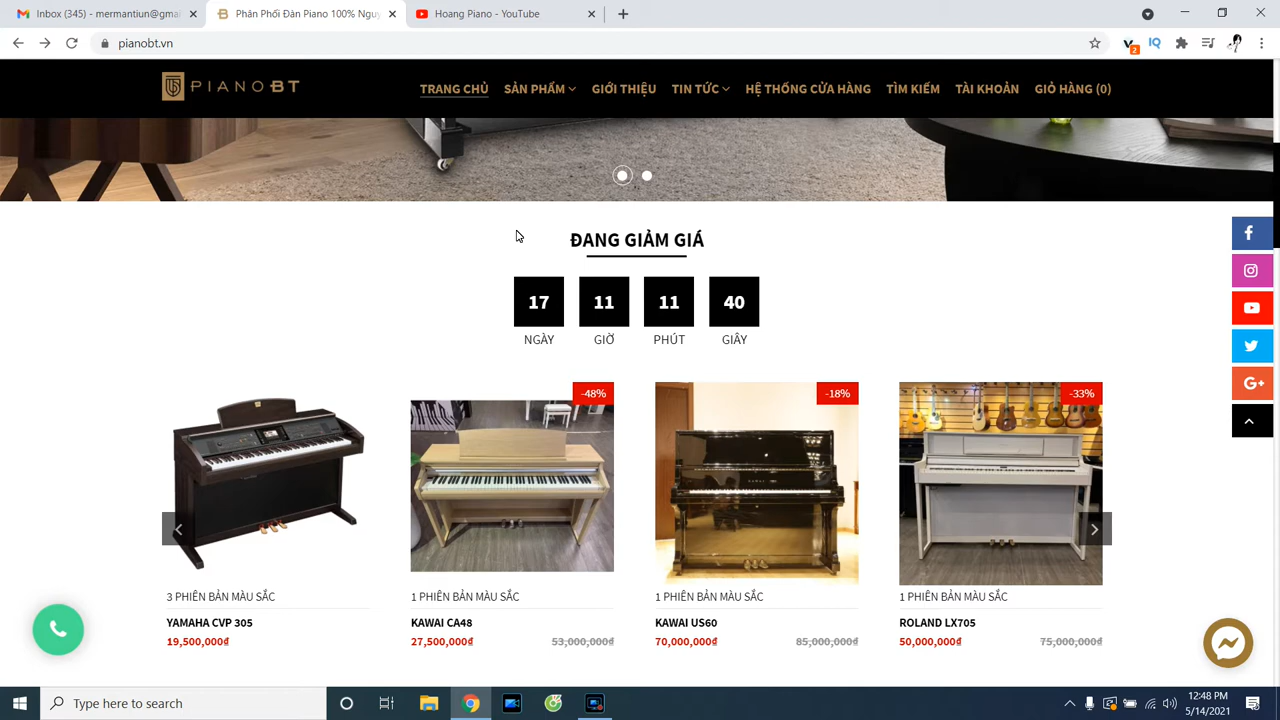 Inbox (345) - mermantiun@gmai
Phân Phối Đàn Piano 100% Nguy
Hoang Piano - YouTube
pianobt.vn
2
IQ
PIANOBT
TRANG CHỦ
SẢN PHẨM
GIỚI THIỆU
TIN TỨC
HỆ THỐNG CỬA HÀNG
TÌM KIẾM
TÀI KHOẢN
GIỎ HÀNG (0)
ĐANG GIẢM GIÁ
17 11 11 40
NGÀY GIỜ PHÚT GIÂY
-48%
-18%
-33%
3 PHIÊN BẢN MÀU SẮC
YAMAHA CVP 305
19,500,000₫
1 PHIÊN BẢN MÀU SẮC
KAWAI CA48
27,500,000₫ 53,000,000₫
1 PHIÊN BẢN MÀU SẮC
KAWAI US60
70,000,000₫ 85,000,000₫
1 PHIÊN BẢN MÀU SẮC
ROLAND LX705
50,000,000₫ 75,000,000₫
Type here to search
12:48 PM
5/14/2021